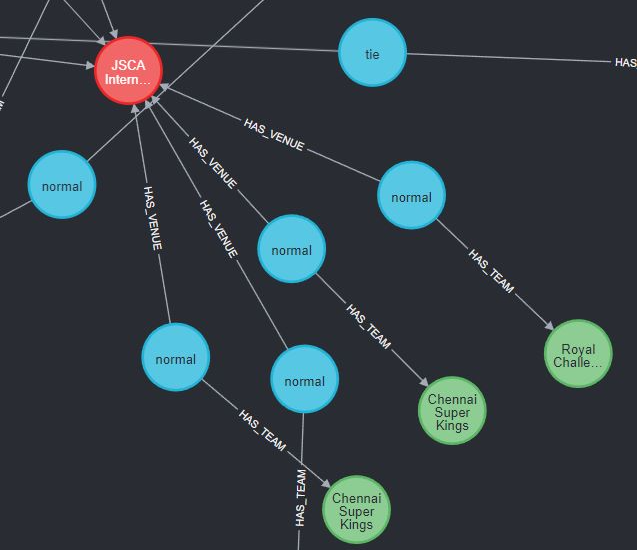 tie
HAS
JSCA
Intern...
HAS_VENUE
HAS_VENUE
normal
normal
HAS_VENUE
HAS_VENUE
normal
HAS_TEAM
HAS_TEAM
Royal
Challe...
normal
normal
Chennai
Super
Kings
HAS_TEAM
HAS_TEAM
Chennai
Super
Kings